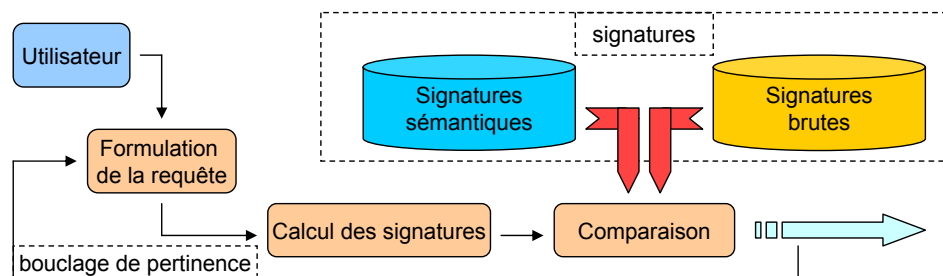 signatures
Utilisateur
Signatures
sémantiques
Signatures
brutes
Formulation
de la requête
Calcul des signatures
Comparaison
bouclage de pertinence